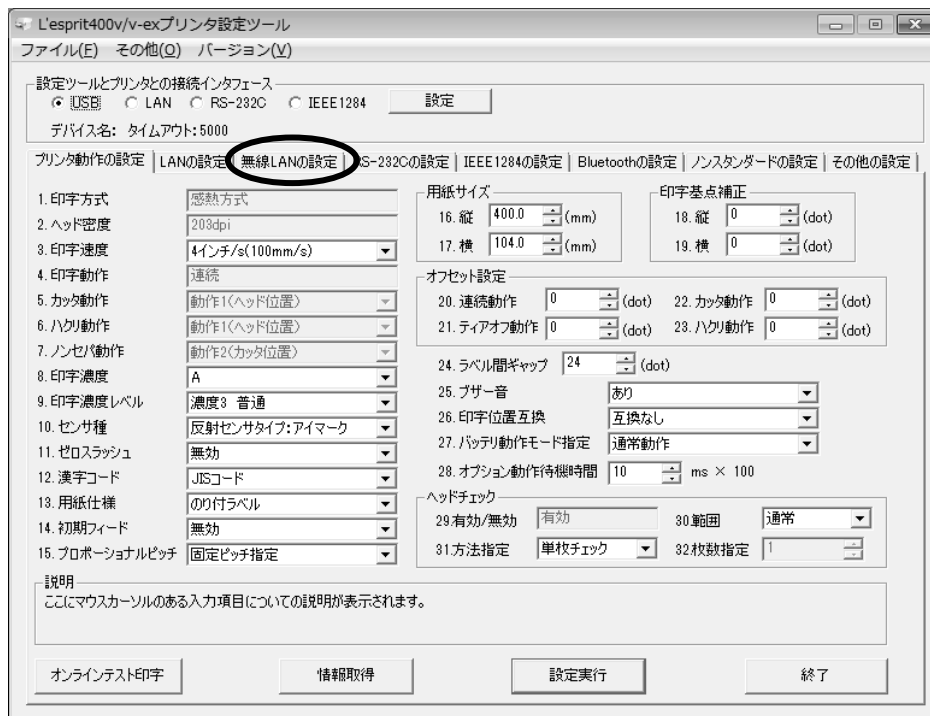 L'esprit400v/v-exプリンタ設定ツール
ファイル(F) その他(O) バージョン(V)
設定ツールとプリンタとの接続インタフェース
USB LAN RS-232C IEEE1284 設定
デバイス名: タイムアウト:5000
プリンタ動作の設定 LANの設定 無線LANの設定 RS-232Cの設定 IEEE1284の設定 Bluetoothの設定 ノンスタンダードの設定 その他の設定
1.印字方式 感熱方式
2.ヘッド密度 203dpi
3.印字速度 4インチ/s(100mm/s)
4.印字動作 連続
5.カッタ動作 動作1(ヘッド位置)
6.ハクリ動作 動作1(ヘッド位置)
7.ノンセパ動作 動作2(カッタ位置)
8.印字濃度 A
9.印字濃度レベル 濃度3 普通
10.センサ種 反射センサタイプ:アイマーク
11.ゼロスラッシュ 無効
12.漢字コード JISコード
13.用紙仕様 のり付ラベル
14.初期フィード 無効
15.プロポーショナルピッチ 固定ピッチ指定
用紙サイズ
16.縦 400.0 (mm)
17.横 104.0 (mm)
印字基点補正
18.縦 0 (dot)
19.横 0 (dot)
オフセット設定
20.連続動作 0 (dot) 22.カッタ動作 0 (dot)
21.ティアオフ動作 0 (dot) 23.ハクリ動作 0 (dot)
24.ラベル間ギャップ 24 (dot)
25.ブザー音 あり
26.印字位置互換 互換なし
27.バッテリ動作モード指定 通常動作
28.オプション動作待機時間 10 ms × 100
ヘッドチェック
29有効/無効 有効 30範囲 通常
31方法指定 単枚チェック 32枚数指定 1
説明
ここにマウスカーソルのある入力項目についての説明が表示されます。
オンラインテスト印字 情報取得 設定実行 終了